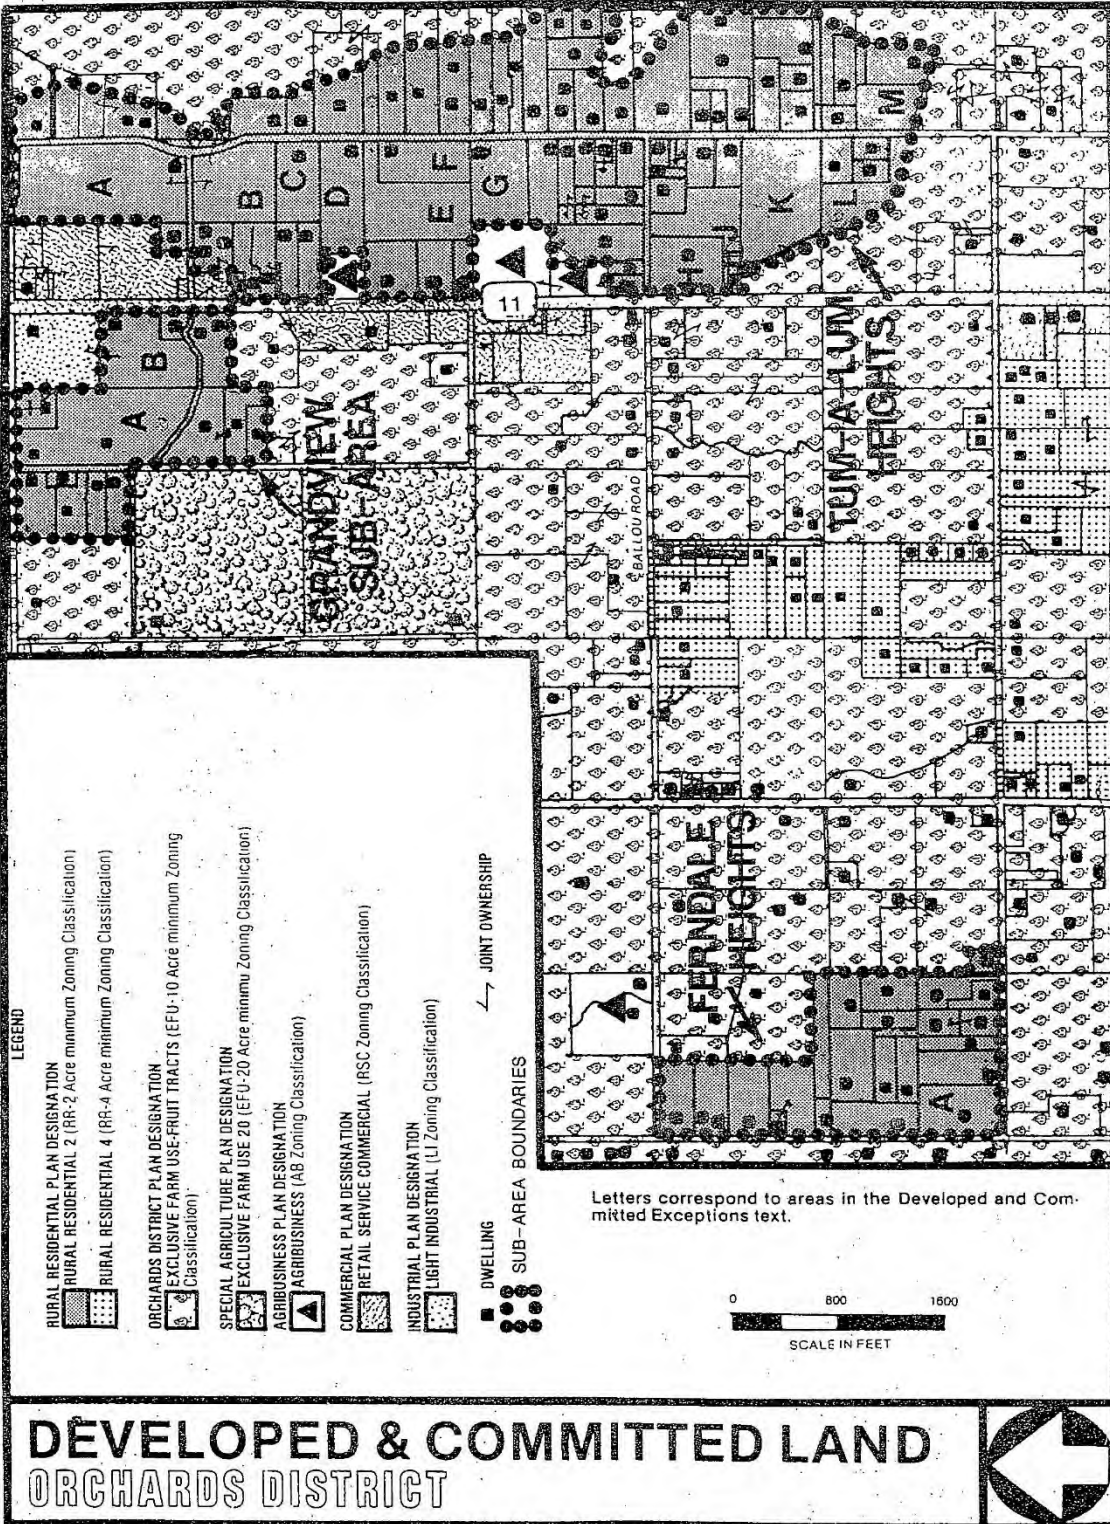 A
B
C
D
E
F
G
H
J
K
L
M
A
B
11
GRANDVIEW
SUB-AREA
BALLOU ROAD
TUM-A-LUM
HEIGHTS
FERNDALE
HEIGHTS
A
LEGEND
RURAL RESIDENTIAL PLAN DESIGNATION
RURAL RESIDENTIAL 2 (RR-2 Acre minimum Zoning Classification)
RURAL RESIDENTIAL 4 (RR-4 Acre minimum Zoning Classification)
ORCHARDS DISTRICT PLAN DESIGNATION
EXCLUSIVE FARM USE-FRUIT TRACTS (EFU-10 Acre minimum Zoning
Classification)
SPECIAL AGRICULTURE PLAN DESIGNATION
EXCLUSIVE FARM USE 20 (EFU-20 Acre minimu Zoning Classification)
AGRIBUSINESS PLAN DESIGNATION
AGRIBUSINESS (AB Zoning Classification)
COMMERCIAL PLAN DESIGNATION
RETAIL SERVICE COMMERCIAL (RSC Zoning Classification)
INDUSTRIAL PLAN DESIGNATION
LIGHT INDUSTRIAL (LI Zoning Classification)
DWELLING
JOINT OWNERSHIP
SUB-AREA BOUNDARIES
Letters correspond to areas in the Developed and Com-
mitted Exceptions text.
0 800 1600
SCALE IN FEET
DEVELOPED & COMMITTED LAND
ORCHARDS DISTRICT